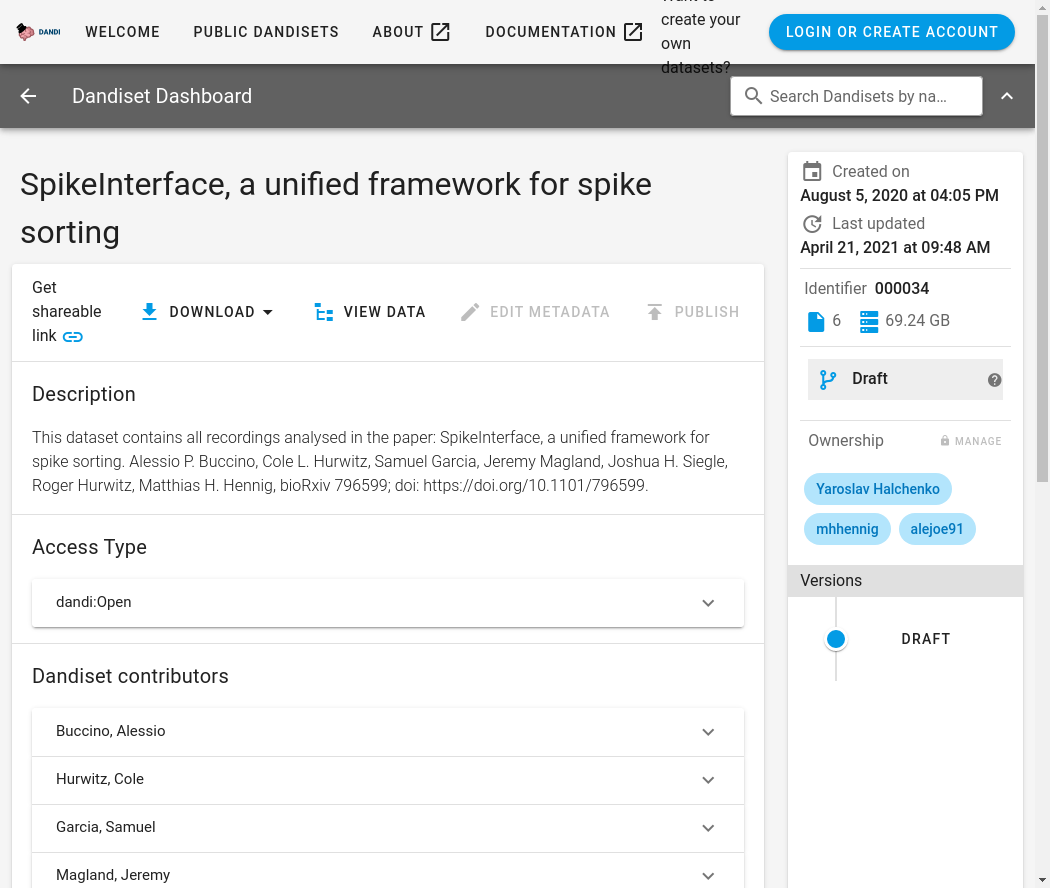 DANDI
WELCOME
PUBLIC DANDISETS
ABOUT
DOCUMENTATION
create your
own
datasets?
LOGIN OR CREATE ACCOUNT
Dandiset Dashboard
Search Dandisets by na...
SpikeInterface, a unified framework for spike
sorting
Get
shareable
link
DOWNLOAD
VIEW DATA
EDIT METADATA
PUBLISH
Description
This dataset contains all recordings analysed in the paper: SpikeInterface, a unified framework for
spike sorting. Alessio P. Buccino, Cole L. Hurwitz, Samuel Garcia, Jeremy Magland, Joshua H. Siegle,
Roger Hurwitz, Matthias H. Hennig, bioRxiv 796599; doi: https://doi.org/10.1101/796599.
Access Type
dandi:Open
Dandiset contributors
Buccino, Alessio
Hurwitz, Cole
Garcia, Samuel
Magland, Jeremy
Created on
August 5, 2020 at 04:05 PM
Last updated
April 21, 2021 at 09:48 AM
Identifier 000034
6 69.24 GB
Draft
Ownership MANAGE
Yaroslav Halchenko
mhhennig alejoe91
Versions
DRAFT